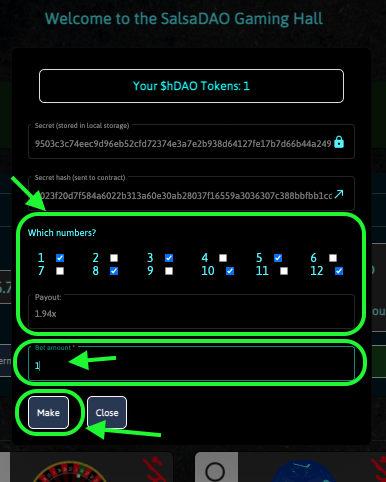 Welcome to the SalsaDAO Gaming Hall
Your $hDAO Tokens: 1
Secret (stored in local storage)
9503c3c74eec9d96eb52cfd72374e3a7e2b938d64127fe17b7d66b44a249
Secret hash (sent to contract)
023f20d7f584a6022b313a60e30ab28037f16559a3036307c388bbfbb1cc
Which numbers?
1 2 3 4 5 6
7 8 9 10 11 12
Payout:
1.94x
Bet amount *
1
Make Close